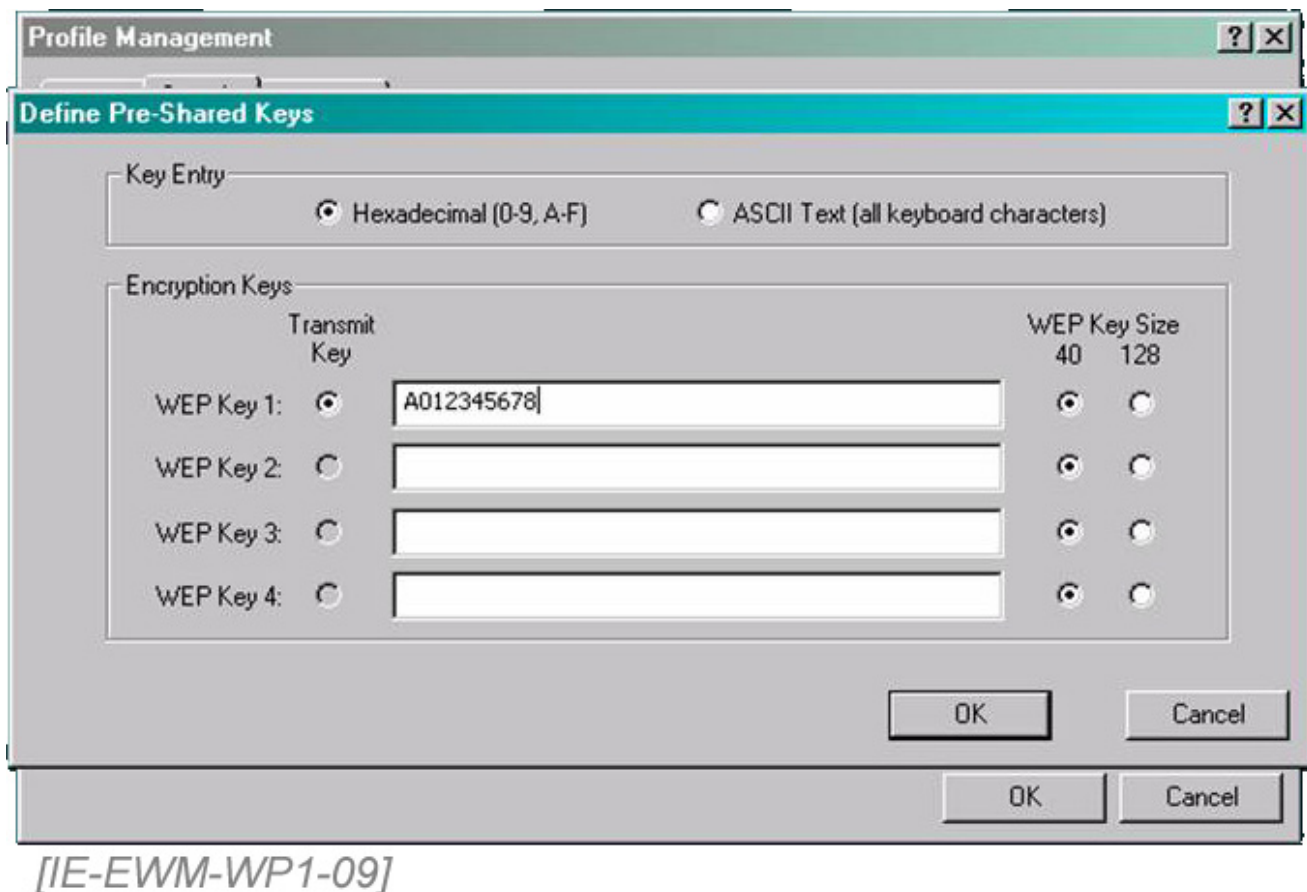 Profile Management
Define Pre-Shared Keys
Key Entry
Hexadecimal (0-9, A-F) ASCII Text (all keyboard characters)
Encryption Keys
Transmit WEP Key Size
Key 40 128
WEP Key 1: A012345678
WEP Key 2:
WEP Key 3:
WEP Key 4:
OK Cancel
OK Cancel
[IE-EWM-WP1-09]